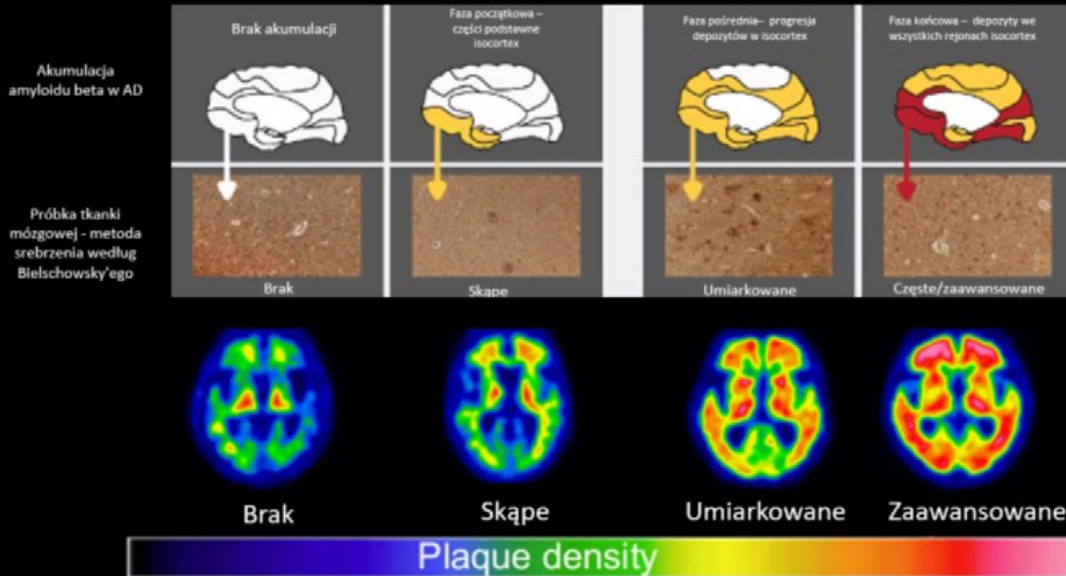 Brak akumulacji
Faza początkowa –
części podstawne
isocortex
Faza pośrednia– progresja
depozytów w isocortex
Faza końcowa – depozyty we
wszystkich rejonach isocortex
Akumulacja
amyloidu beta w AD
Próbka tkanki
mózgowej - metoda
srebrzenia według
Bielschowsky'ego
Brak
Skąpe
Umiarkowane
Częste/zaawansowane
Brak
Skąpe
Umiarkowane
Zaawansowane
Plaque density